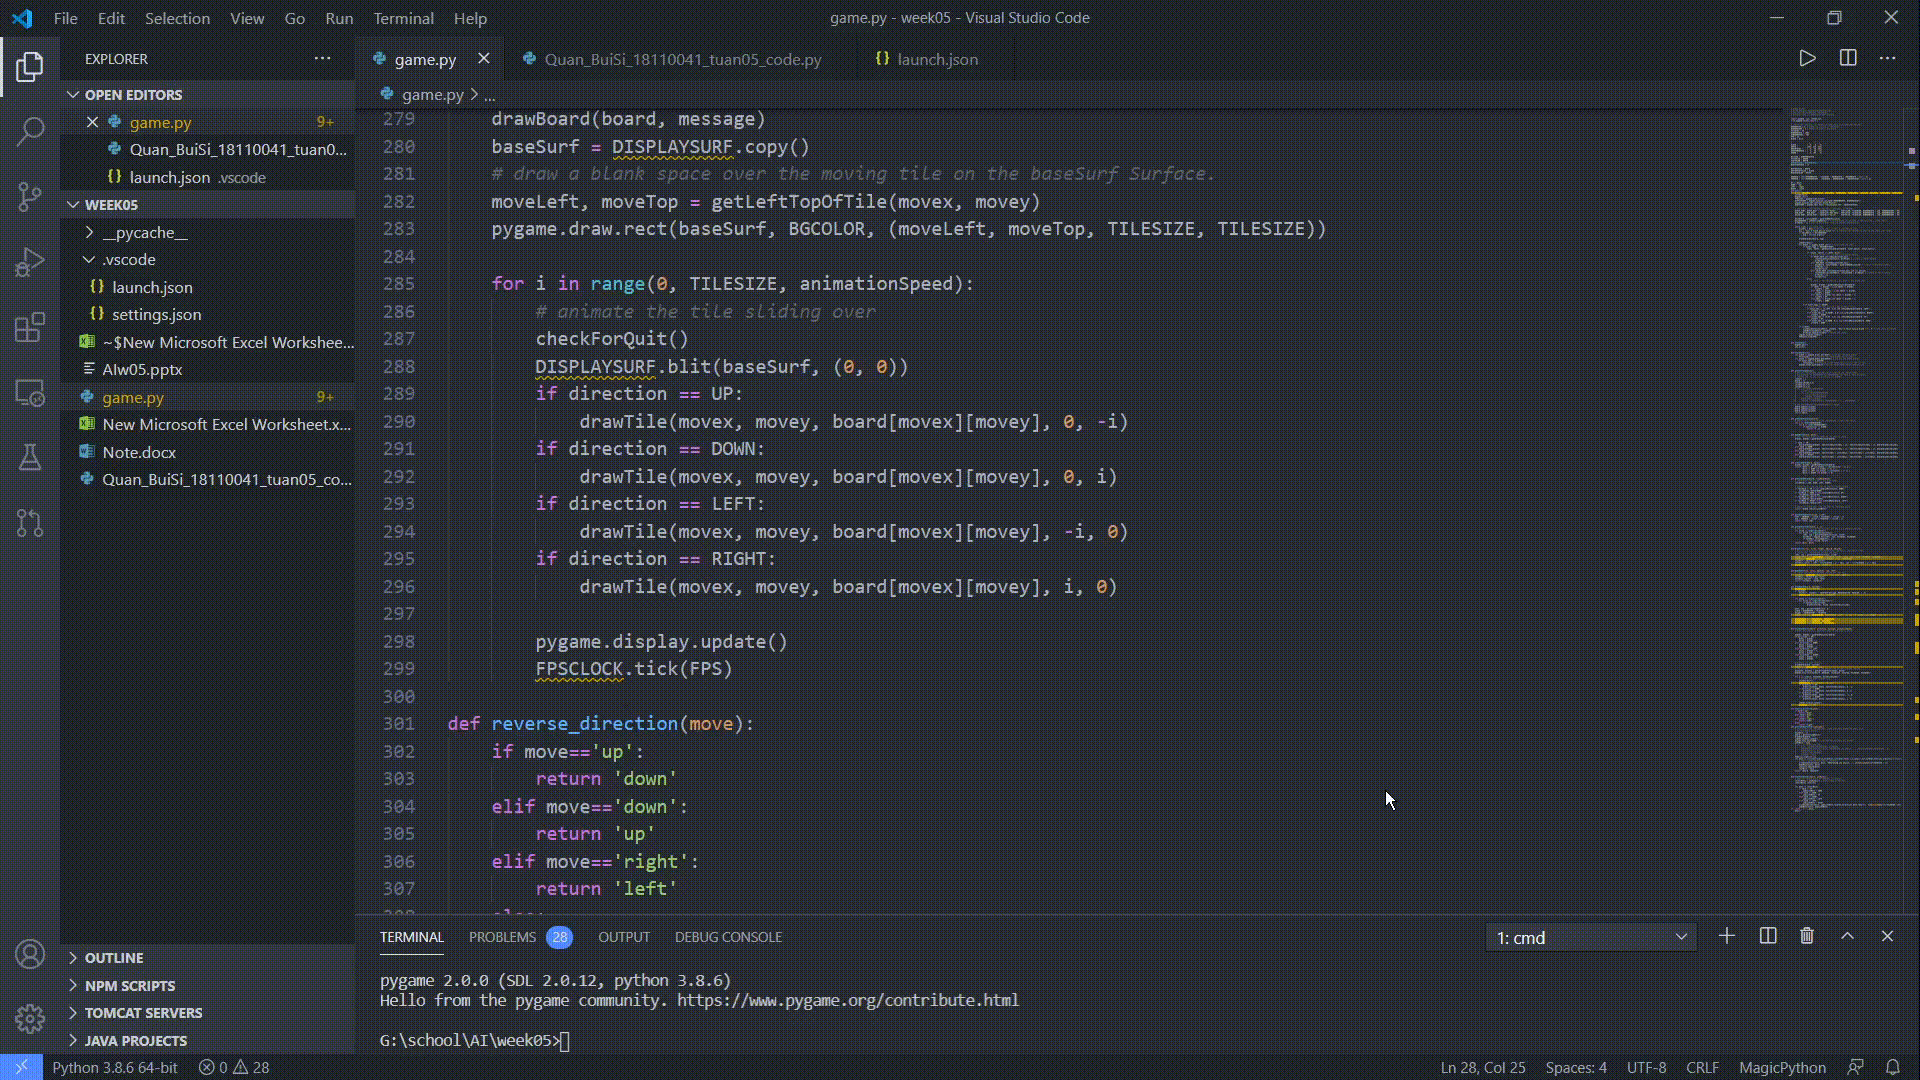 File Edit Selection View Go Run Terminal Help
game.py - week05 - Visual Studio Code
EXPLORER
OPEN EDITORS
game.py 9+
Quan_BuiSi_18110041_tuan0...
launch.json .vscode
WEEK05
__pycache__
.vscode
launch.json
settings.json
~$New Microsoft Excel Workshee...
AIw05.pptx
game.py 9+
New Microsoft Excel Worksheet.x...
Note.docx
Quan_BuiSi_18110041_tuan05_co...
OUTLINE
NPM SCRIPTS
TOMCAT SERVERS
JAVA PROJECTS
game.py
Quan_BuiSi_18110041_tuan05_code.py
launch.json
game.py > ...
279 drawBoard(board, message)
280 baseSurf = DISPLAYSURF.copy()
281 # draw a blank space over the moving tile on the baseSurf Surface.
282 moveLeft, moveTop = getLeftTopOfTile(movex, movey)
283 pygame.draw.rect(baseSurf, BGCOLOR, (moveLeft, moveTop, TILESIZE, TILESIZE))
284
285 for i in range(0, TILESIZE, animationSpeed):
286 # animate the tile sliding over
287 checkForQuit()
288 DISPLAYSURF.blit(baseSurf, (0, 0))
289 if direction == UP:
290 drawTile(movex, movey, board[movex][movey], 0, -i)
291 if direction == DOWN:
292 drawTile(movex, movey, board[movex][movey], 0, i)
293 if direction == LEFT:
294 drawTile(movex, movey, board[movex][movey], -i, 0)
295 if direction == RIGHT:
296 drawTile(movex, movey, board[movex][movey], i, 0)
297
298 pygame.display.update()
299 FPSCLOCK.tick(FPS)
300
301 def reverse_direction(move):
302 if move=='up':
303 return 'down'
304 elif move=='down':
305 return 'up'
306 elif move=='right':
307 return 'left'
TERMINAL PROBLEMS 28 OUTPUT DEBUG CONSOLE
1: cmd
pygame 2.0.0 (SDL 2.0.12, python 3.8.6)
Hello from the pygame community. https://www.pygame.org/contribute.html
G:\school\AI\week05>
Python 3.8.6 64-bit 0 28
Ln 28, Col 25 Spaces: 4 UTF-8 CRLF MagicPython